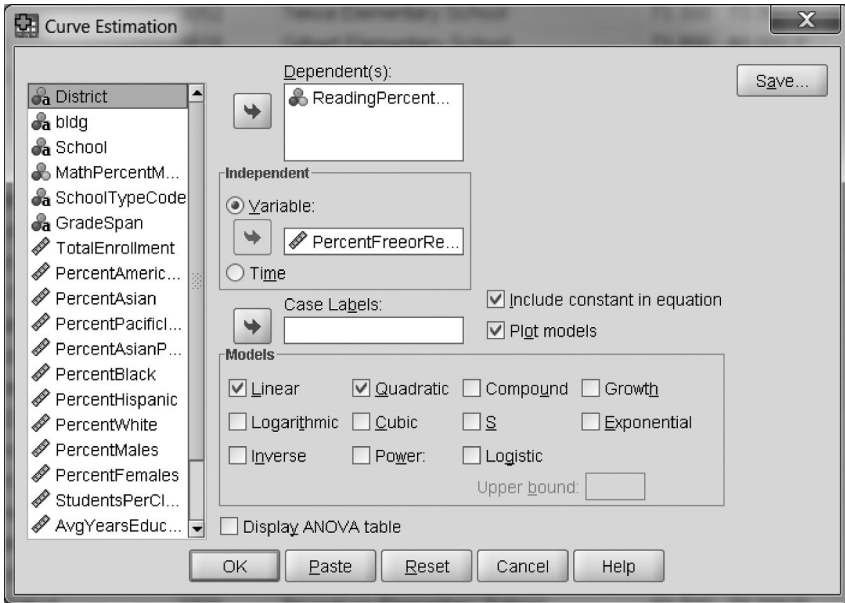 Curve Estimation
X
Dependent(s):
Save...
ReadingPercent...
a District
a bldg
a School
MathPercentM...
a SchoolTypeCode
a GradeSpan
TotalEnrollment
PercentAmeric...
PercentAsian
PercentPacificI...
PercentAsianP...
PercentBlack
PercentHispanic
PercentWhite
PercentMales
PercentFemales
StudentsPerCl...
AvgYearsEduc...
Independent
Variable:
PercentFreeorRe...
Time
Case Labels:
Include constant in equation
Plot models
Models
Linear Quadratic Compound Growth
Logarithmic Cubic S Exponential
Inverse Power: Logistic
Upper bound:
Display ANOVA table
OK Paste Reset Cancel Help